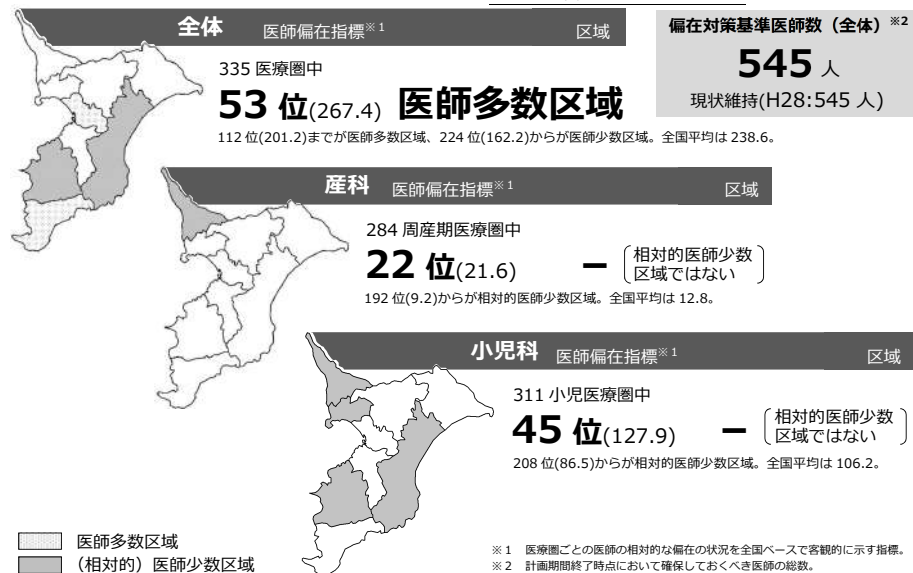 全体 医師偏在指標※1 区域
偏在対策基準医師数（全体）※2
545 人
現状維持(H28:545 人)
335 医療圏中
53 位(267.4) 医師多数区域
112 位(201.2)までが医師多数区域、224 位(162.2)からが医師少数区域。全国平均は 238.6。
産科 医師偏在指標※1 区域
284 周産期医療圏中
22 位(21.6) － 相対的医師少数
区域ではない
192 位(9.2)からが相対的医師少数区域。全国平均は 12.8。
小児科 医師偏在指標※1 区域
311 小児医療圏中
45 位(127.9) － 相対的医師少数
区域ではない
208 位(86.5)からが相対的医師少数区域。全国平均は 106.2。
医師多数区域
（相対的）医師少数区域
※1 医療圏ごとの医師の相対的な偏在の状況を全国ベースで客観的に示す指標。
※2 計画期間終了時点において確保しておくべき医師の総数。